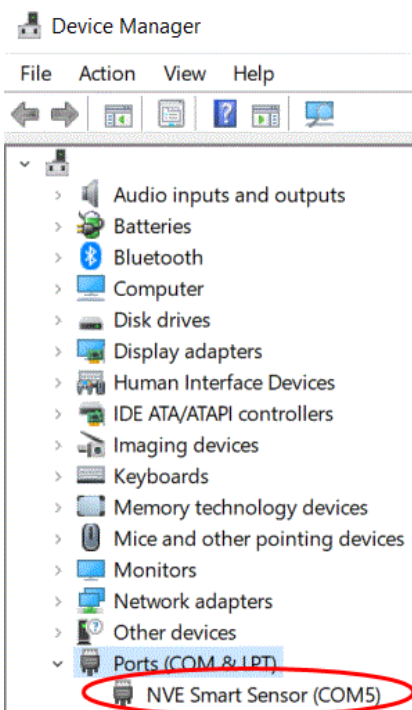 Device Manager
File Action View Help
Audio inputs and outputs
Batteries
Bluetooth
Computer
Disk drives
Display adapters
Human Interface Devices
IDE ATA/ATAPI controllers
Imaging devices
Keyboards
Memory technology devices
Mice and other pointing devices
Monitors
Network adapters
Other devices
Ports (COM & LPT)
NVE Smart Sensor (COM5)